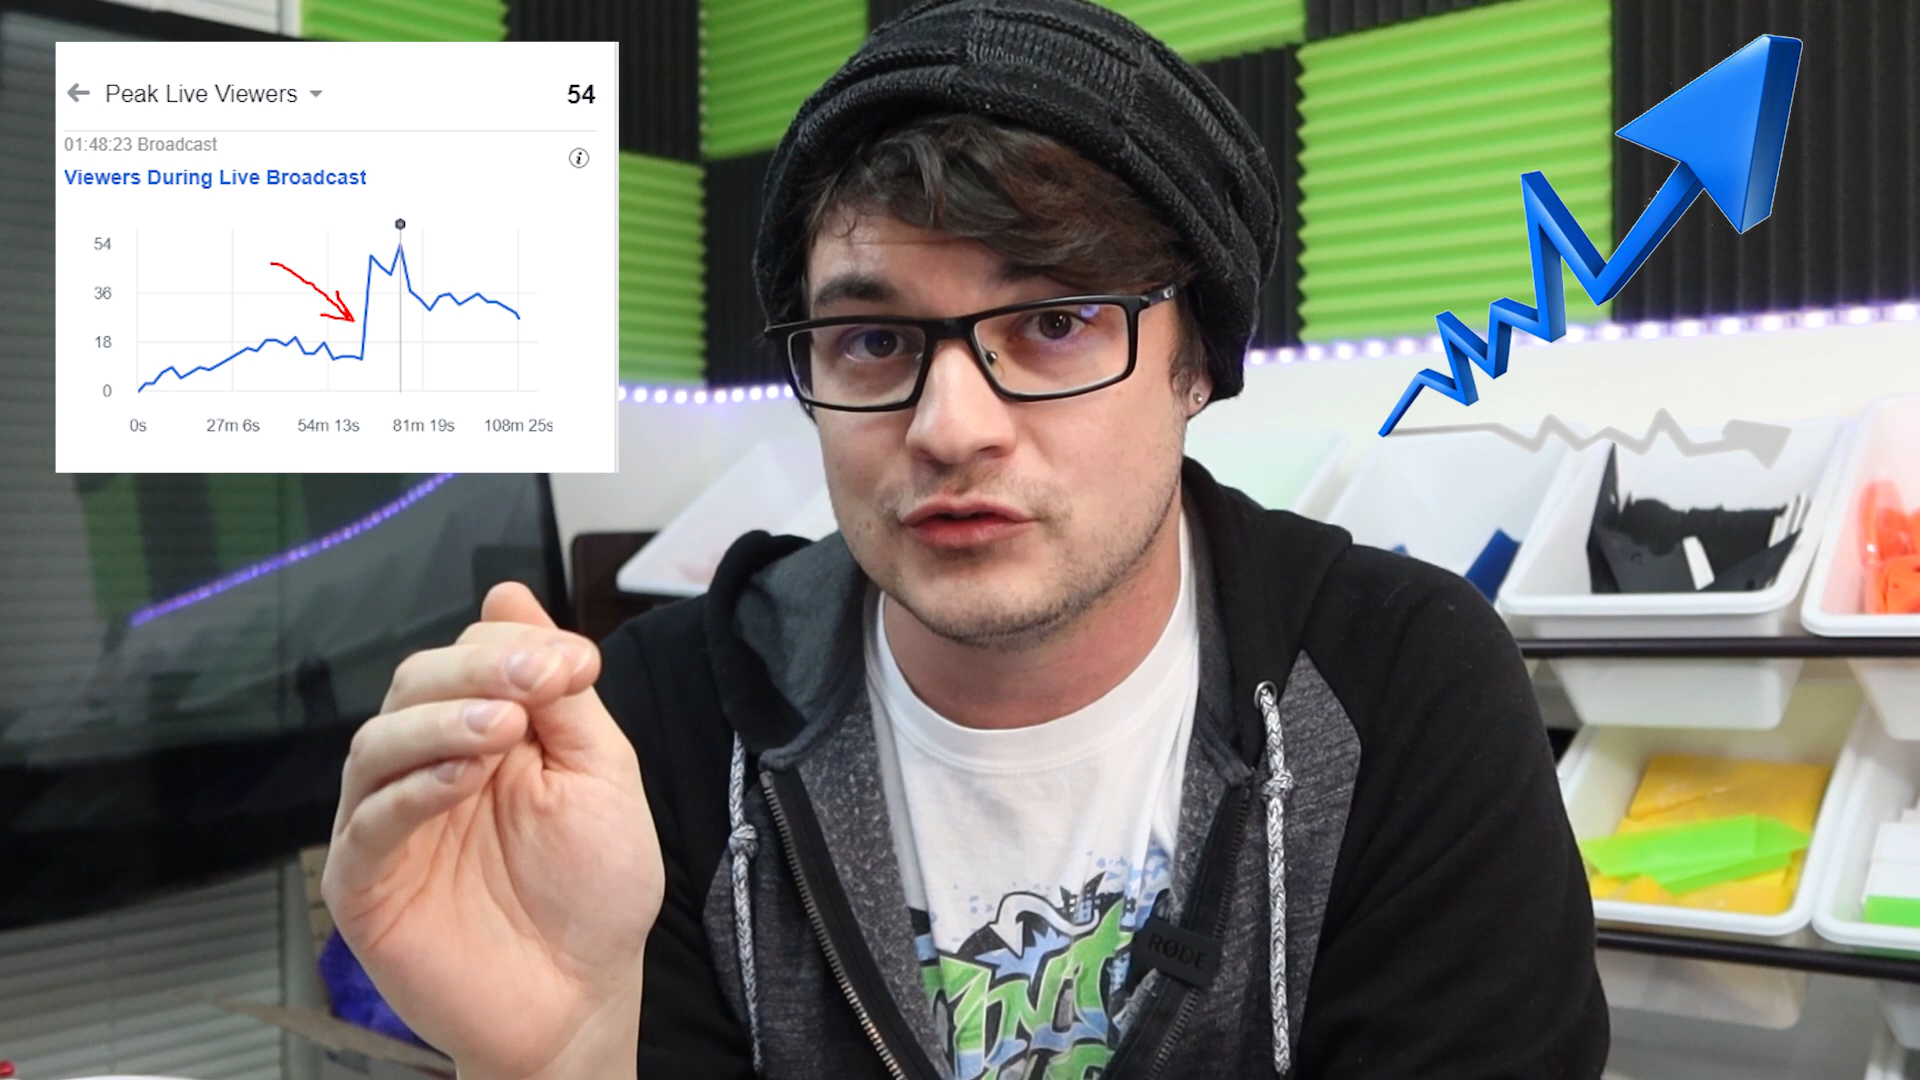 Peak Live Viewers
54
01:48:23 Broadcast
Viewers During Live Broadcast
54
36
18
0
0s 27m 6s 54m 13s 81m 19s 108m 25s
RØDE